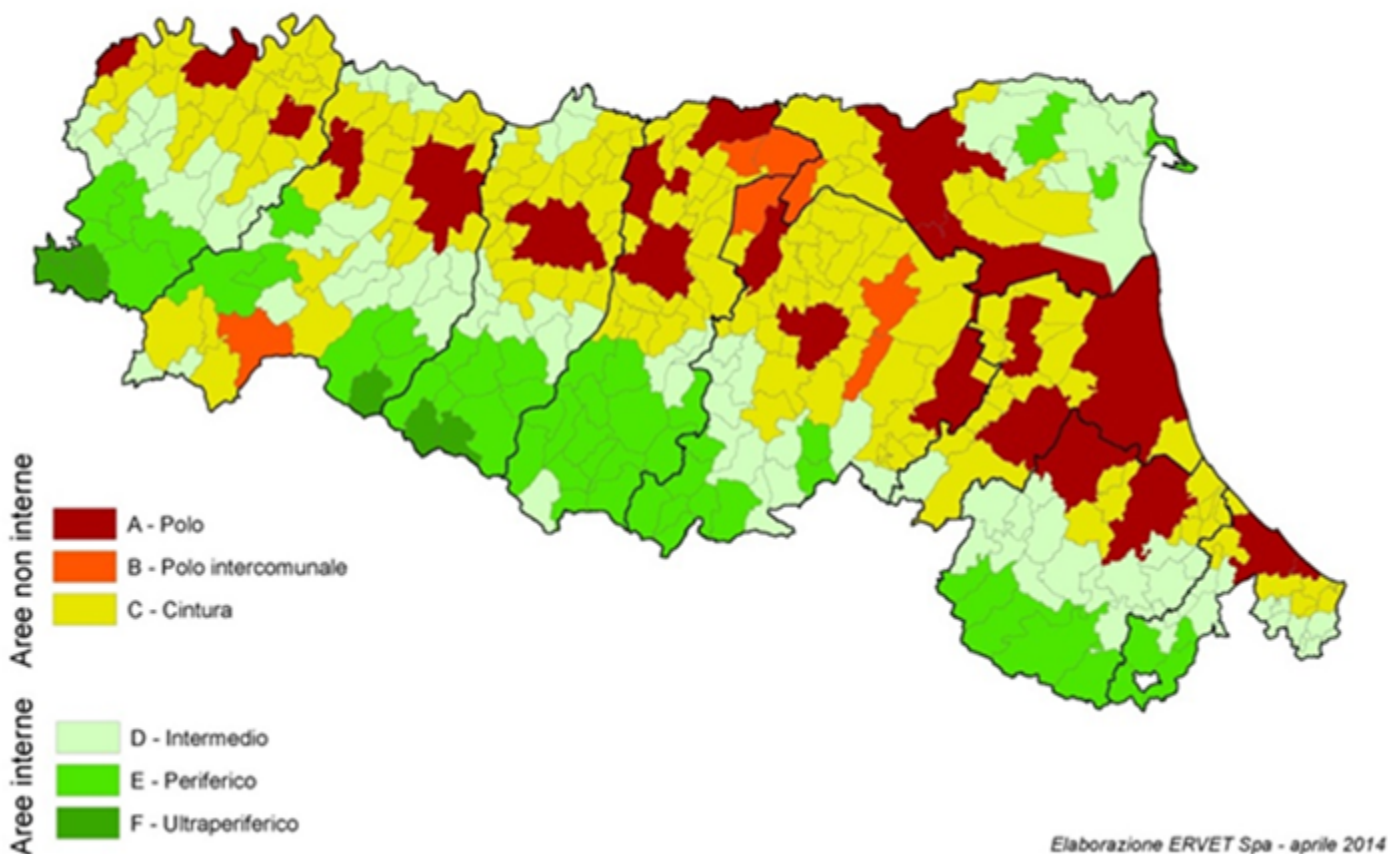 Aree non interne
A - Polo
B - Polo intercomunale
C - Cintura
Aree interne
D - Intermedio
E - Periferico
F - Ultraperiferico
Elaborazione ERVET Spa - aprile 2014